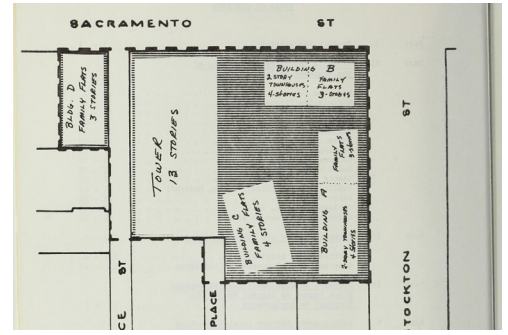 SACRAMENTO ST
BLDG. D
FAMILY FLATS
3 STORIES
TOWER
13 STORIES
BUILDING B
2 STORY
TOWNHOUSES
4-STORIES
FAMILY
FLATS
3-STORIES
ST
FAMILY
FLATS
3-STORIES
BUILDING A
2-STORY TOWNHOUSES
4 STORIES
BUILDING C
FAMILY FLATS
4 STORIES
ST
CE
PLACE
TOCKTON